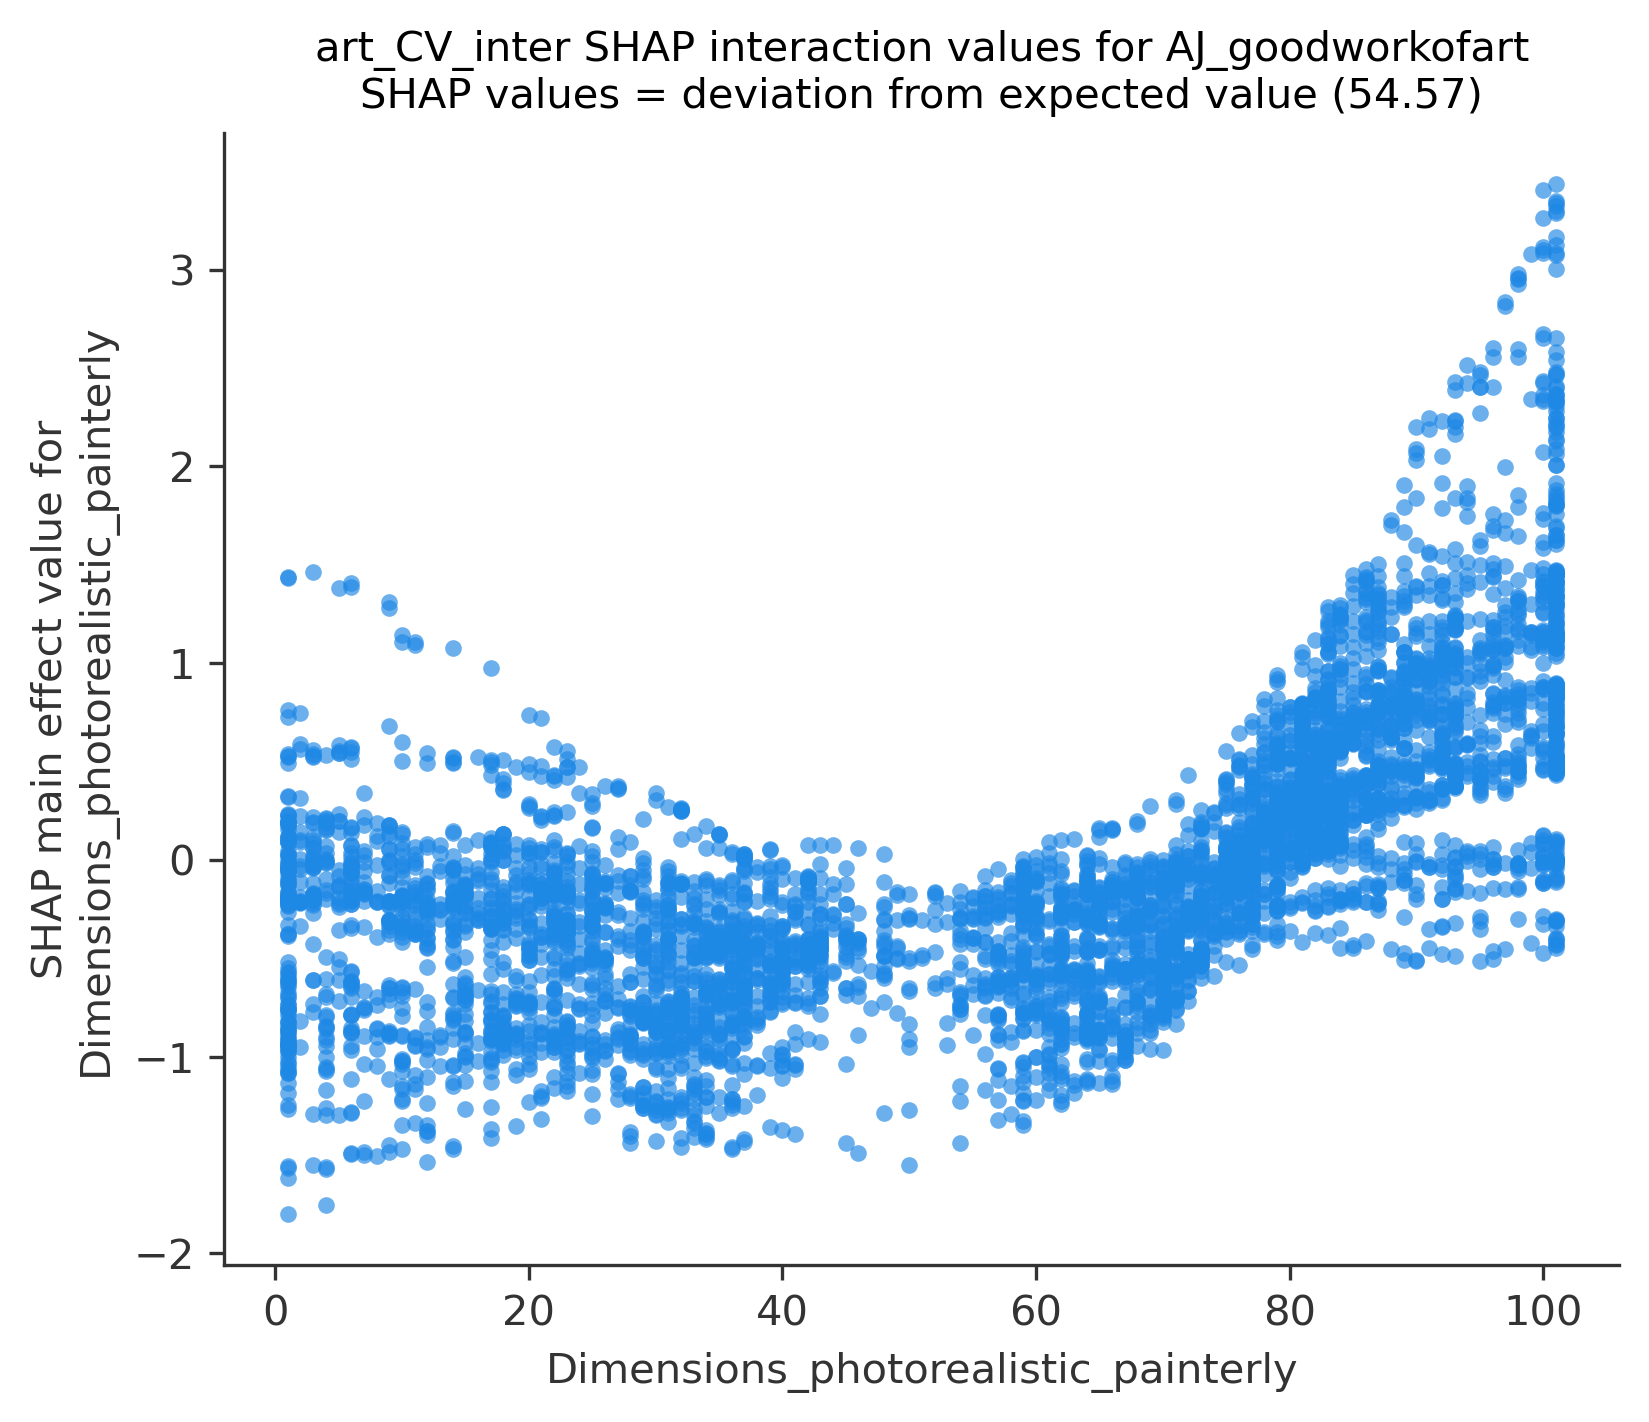 art_CV_inter SHAP interaction values for AJ_goodworkofart
SHAP values = deviation from expected value (54.57)
SHAP main effect value for
Dimensions_photorealistic_painterly
3
2
1
0
−1
−2
0
20
40
60
80
100
Dimensions_photorealistic_painterly